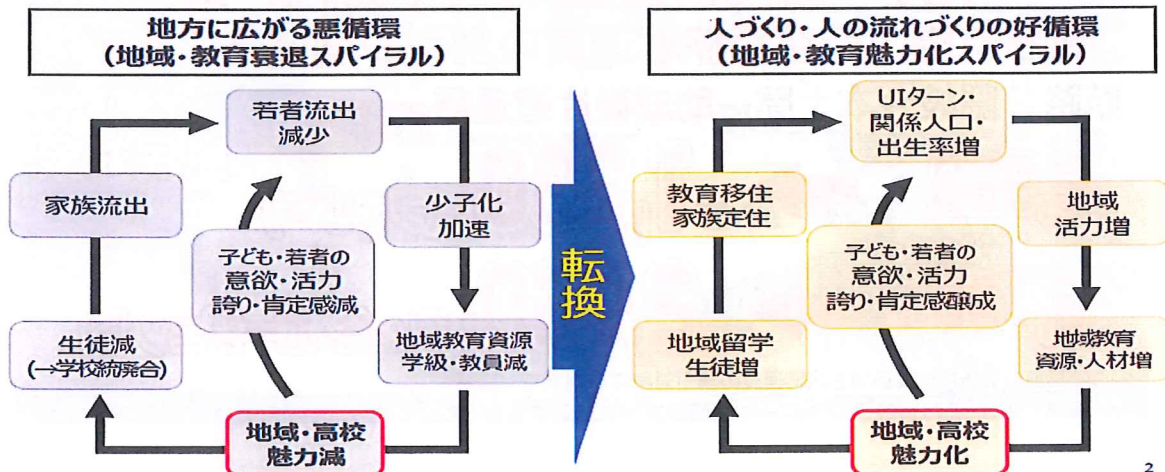 地方に広がる悪循環
(地域・教育衰退スパイラル)
若者流出
減少
家族流出
少子化
加速
子ども・若者の
意欲・活力
誇り・肯定感減
生徒減
(→学校統廃合)
地域教育資源
学級・教員減
地域・高校
魅力減
転換
人づくり・人の流れづくりの好循環
(地域・教育魅力化スパイラル)
UIターン・
関係人口・
出生率増
教育移住
家族定住
地域
活力増
子ども・若者の
意欲・活力
誇り・肯定感醸成
地域留学
生徒増
地域教育
資源・人材増
地域・高校
魅力化
2